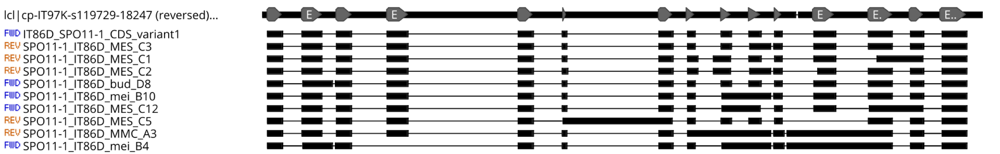 lcl|cp-IT97K-s119729-18247 (reversed)... E E E E. E..
FWD IT86D_SPO11-1_CDS_variant1
REV SPO11-1_IT86D_MES_C3
REV SPO11-1_IT86D_MES_C1
REV SPO11-1_IT86D_MES_C2
FWD SPO11-1_IT86D_bud_D8
FWD SPO11-1_IT86D_mei_B10
FWD SPO11-1_IT86D_MES_C12
REV SPO11-1_IT86D_MES_C5
REV SPO11-1_IT86D_MMC_A3
FWD SPO11-1_IT86D_mei_B4